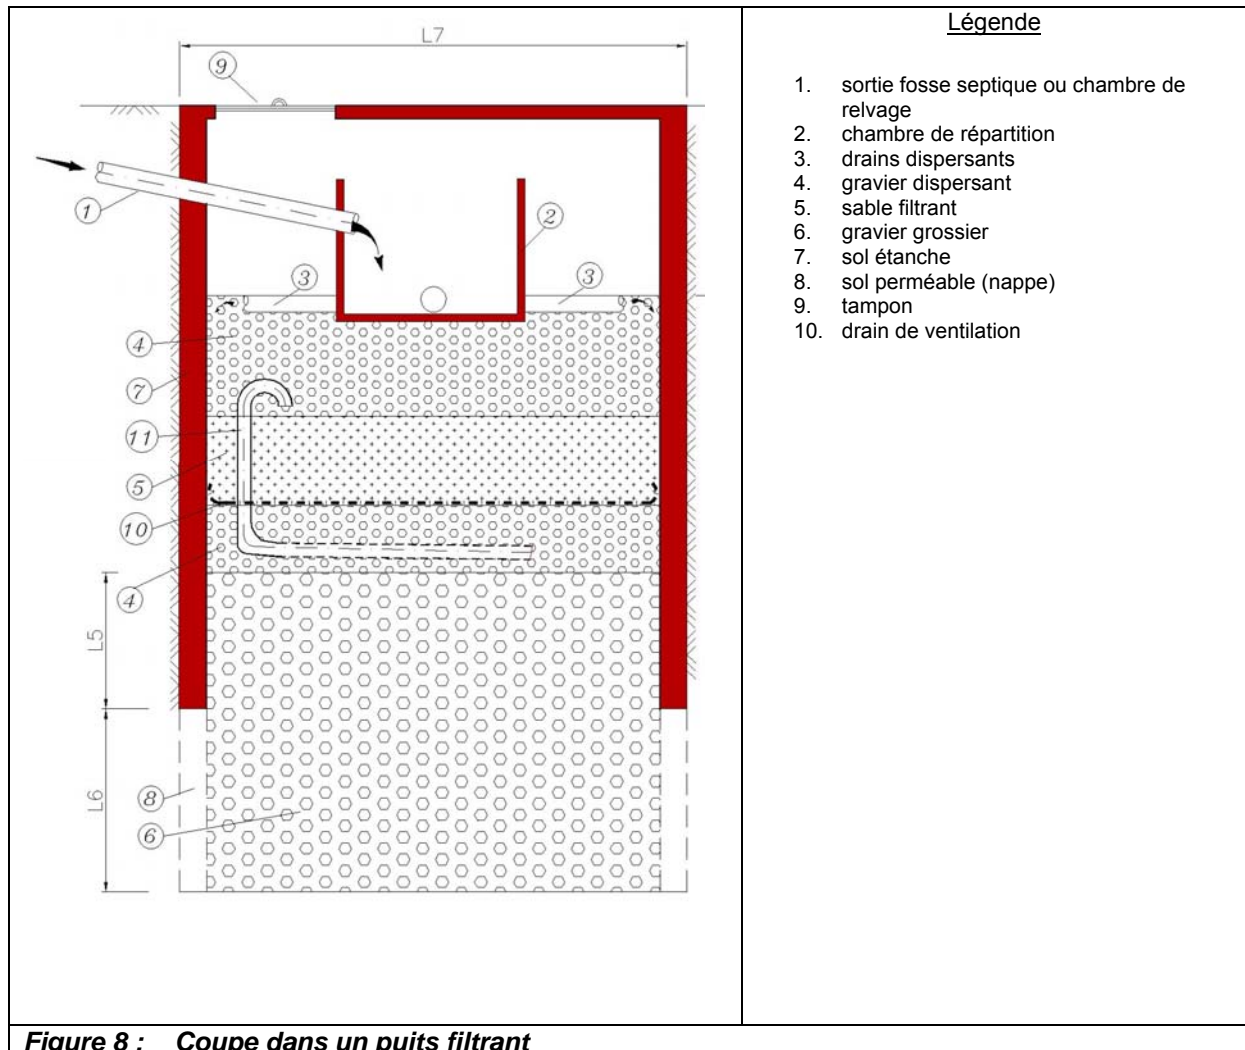 L7
9
1
2
3
3
4
7
11
5
10
4
L5
8
L6
6
Légende
1. sortie fosse septique ou chambre de
relvage
2. chambre de répartition
3. drains dispersants
4. gravier dispersant
5. sable filtrant
6. gravier grossier
7. sol étanche
8. sol perméable (nappe)
9. tampon
10. drain de ventilation
Figure 8 : Coupe dans un puits filtrant